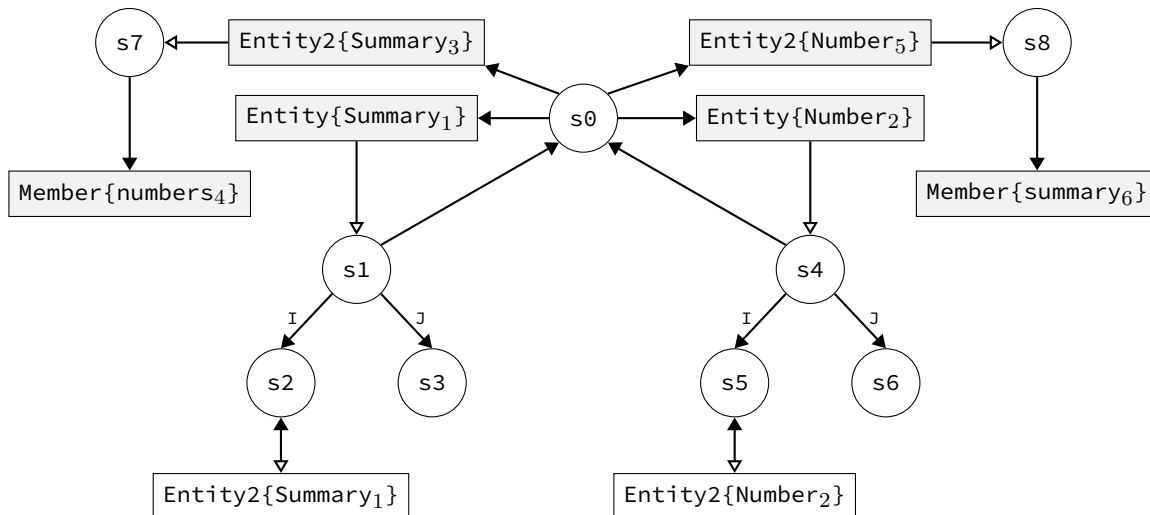 s7
Entity2{Summary₃}
Entity2{Number₅}
s8
Entity{Summary₁}
s0
Entity{Number₂}
Member{numbers₄}
Member{summary₆}
s1
s4
I
J
I
J
s2
s3
s5
s6
Entity2{Summary₁}
Entity2{Number₂}